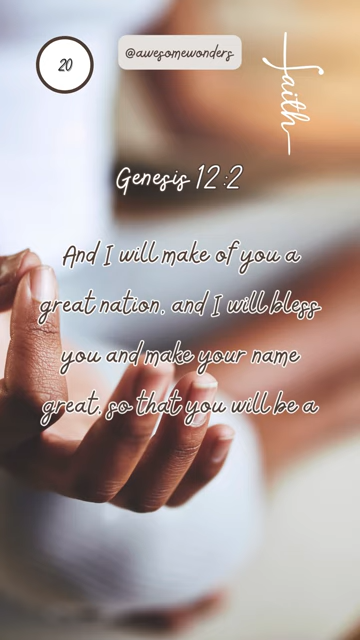 20
@awesomewonders
faith
Genesis 12:2
And I will make of you a
great nation, and I will bless
you and make your name
great, so that you will be a